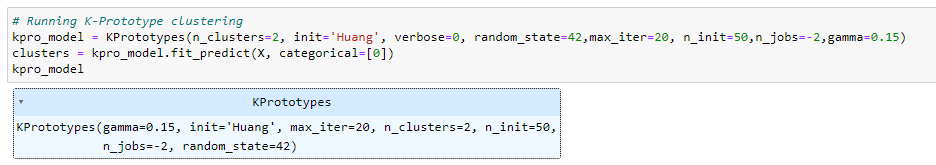 # Running K-Prototype clustering
kpro_model = KPrototypes(n_clusters=2, init='Huang', verbose=0, random_state=42,max_iter=20, n_init=50,n_jobs=-2,gamma=0.15)
clusters = kpro_model.fit_predict(X, categorical=[0])
kpro_model
KPrototypes
KPrototypes(gamma=0.15, init='Huang', max_iter=20, n_clusters=2, n_init=50,
n_jobs=-2, random_state=42)